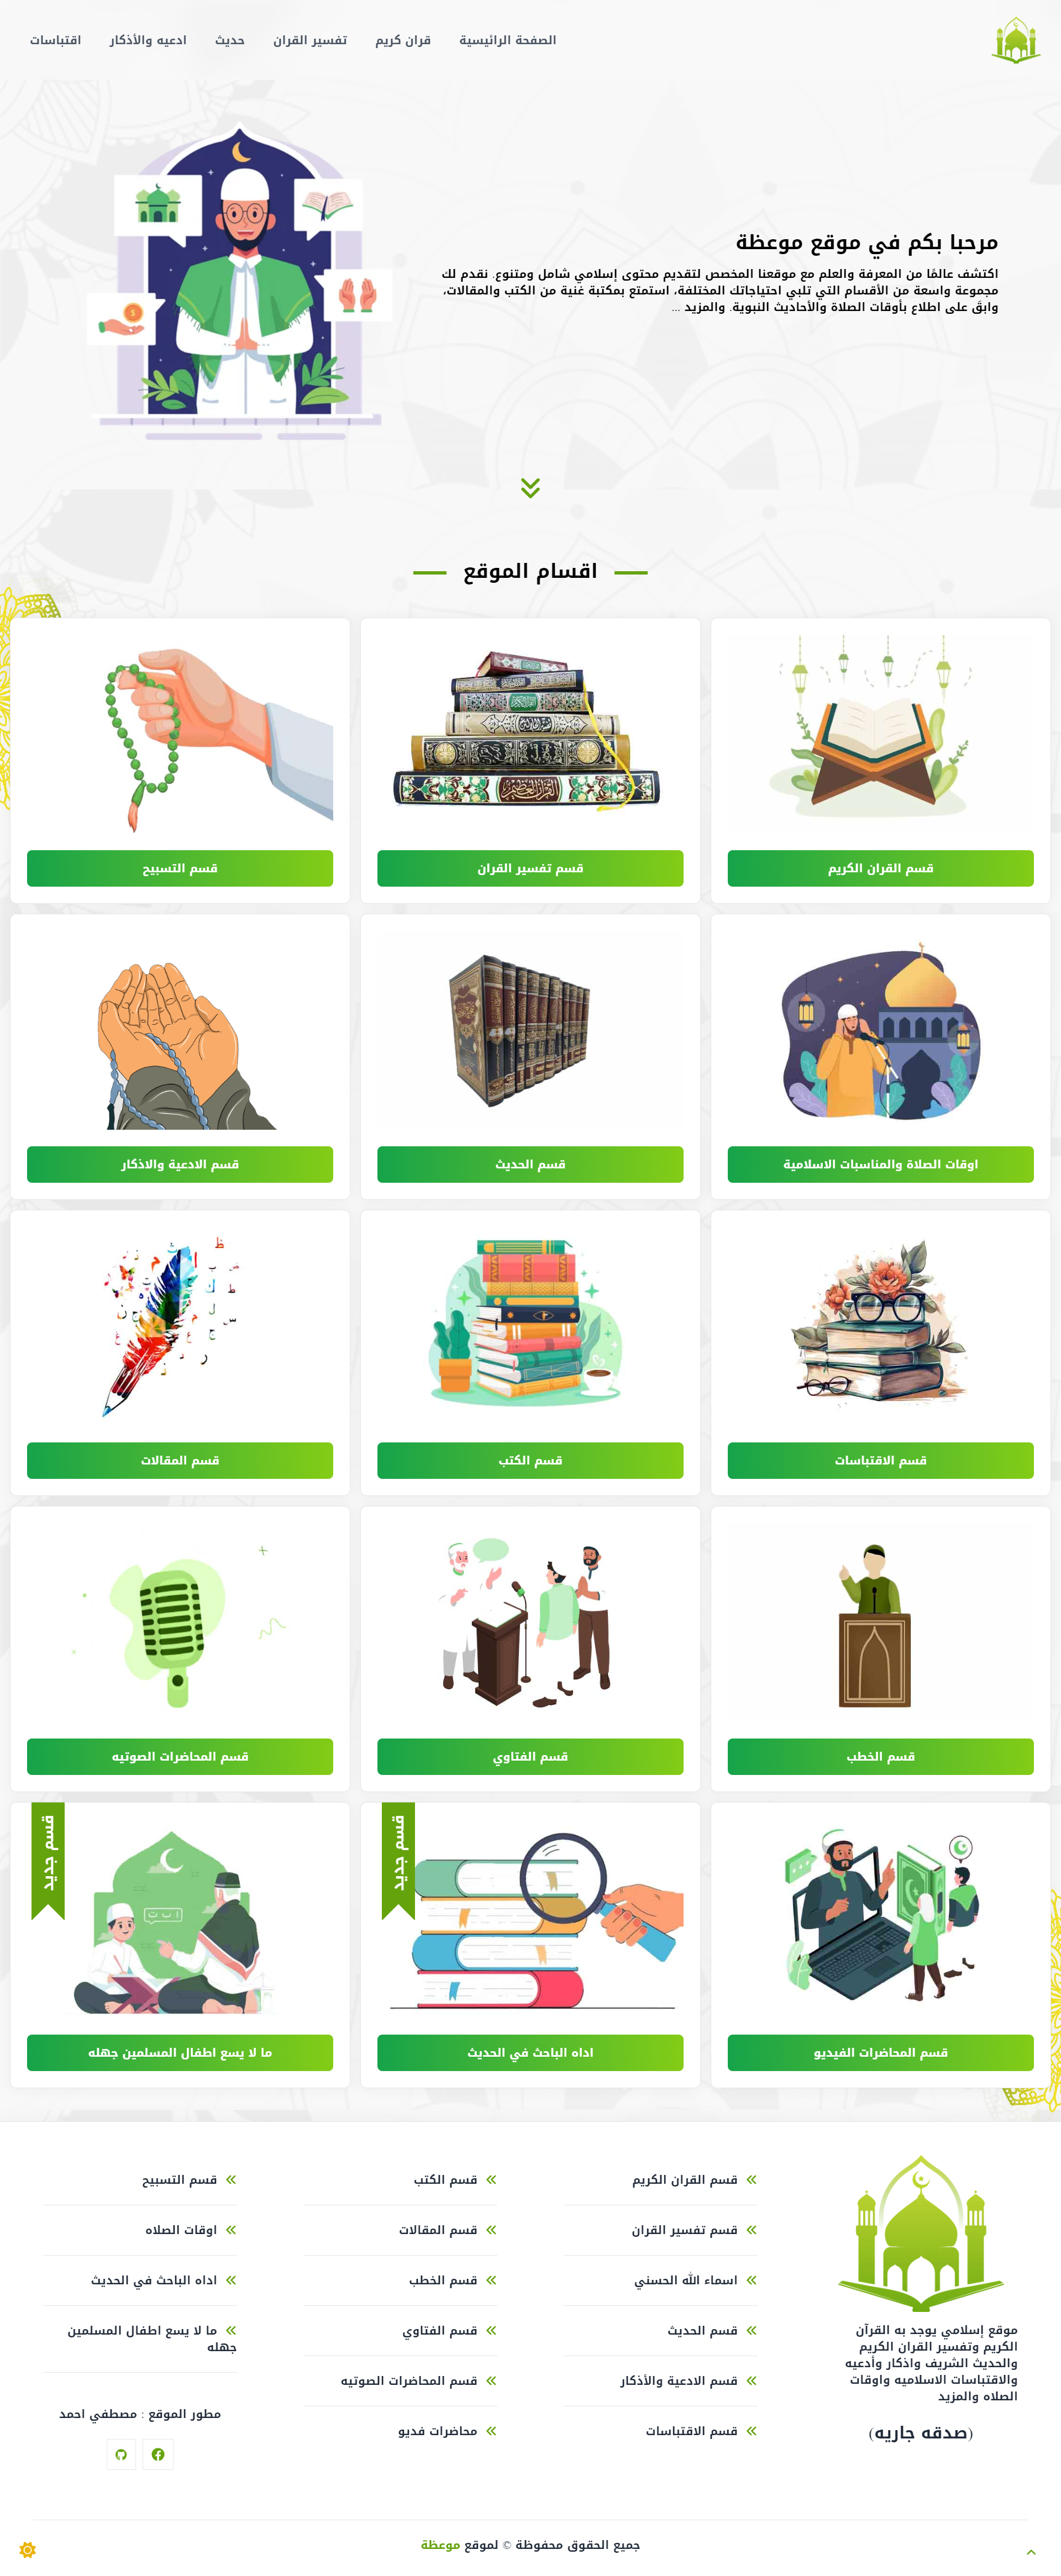 الصفحة الرائيسية
قران كريم
تفسير القران
حديث
ادعيه والأذكار
اقتباسات
مرحبا بكم في موقع موعظة
اكتشف عالمًا من المعرفة والعلم مع موقعنا المخصص لتقديم محتوى إسلامي شامل ومتنوع. نقدم لك
مجموعة واسعة من الأقسام التي تلبي احتياجاتك المختلفة، استمتع بمكتبة غنية من الكتب والمقالات،
وابق على اطلاع بأوقات الصلاة والأحاديث النبوية. والمزيد ...
اقسام الموقع
قسم القران الكريم
قسم تفسير القران
قسم التسبيح
اوقات الصلاة والمناسبات الاسلامية
قسم الحديث
قسم الادعية والاذكار
قسم الاقتباسات
قسم الكتب
قسم المقالات
قسم الخطب
قسم الفتاوي
قسم المحاضرات الصوتيه
قسم المحاضرات الفيديو
قسم جديد
اداه الباحث في الحديث
قسم جديد
ما لا يسع اطفال المسلمين جهله
موقع إسلامي يوجد به القرآن
الكريم وتفسير القران الكريم
والحديث الشريف واذكار وأدعيه
والاقتباسات الاسلاميه واوقات
الصلاه والمزيد
(صدقه جاريه)
قسم القران الكريم
قسم تفسير القران
اسماء الله الحسني
قسم الحديث
قسم الادعية والأذكار
قسم الاقتباسات
قسم الكتب
قسم المقالات
قسم الخطب
قسم الفتاوي
قسم المحاضرات الصوتيه
محاضرات فديو
قسم التسبيح
اوقات الصلاه
اداه الباحث في الحديث
ما لا يسع اطفال المسلمين
جهله
مطور الموقع : مصطفي احمد
جميع الحقوق محفوظة © لموقع موعظة